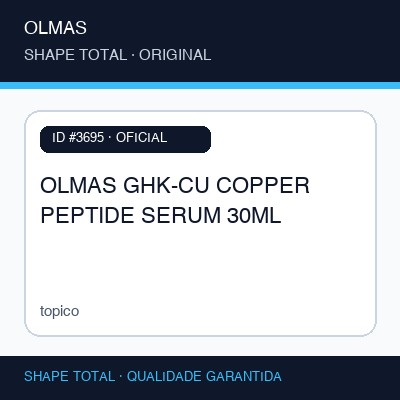 OLMAS
SHAPE TOTAL · ORIGINAL
ID #3695 · OFICIAL
OLMAS GHK-CU COPPER
PEPTIDE SERUM 30ML
topico
SHAPE TOTAL · QUALIDADE GARANTIDA